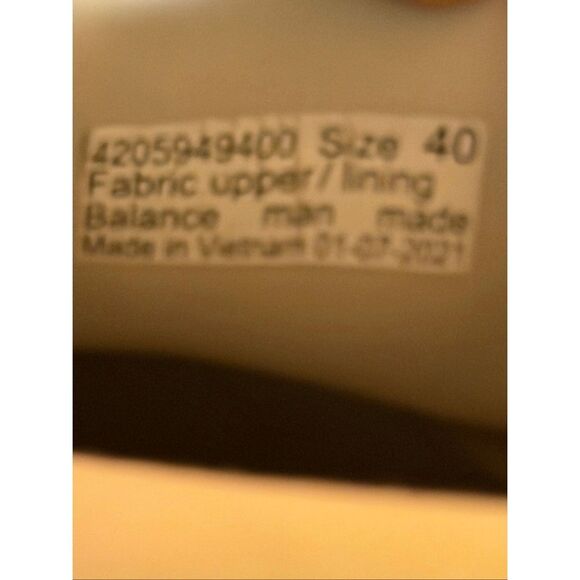 4205949400 Size 40
Fabric upper / lining
Balance man made
Made in Vietnam 01-07-2021